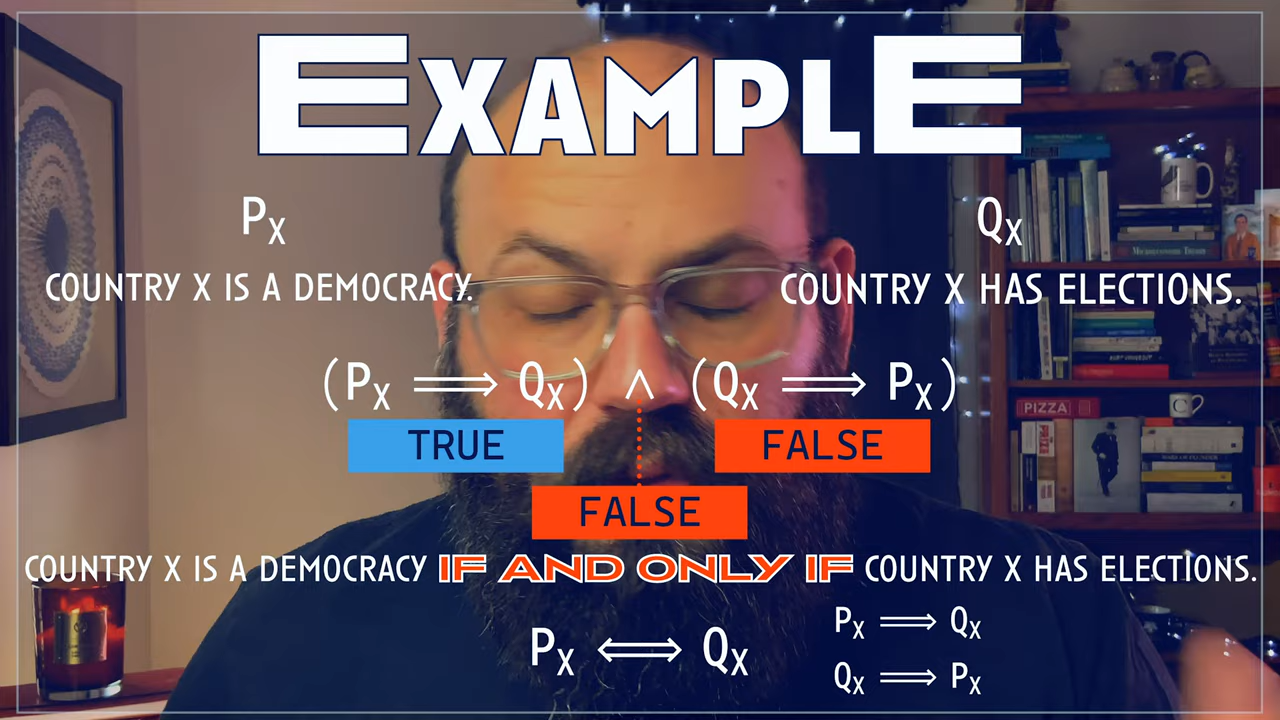 EXAMPLE
PX
QX
COUNTRY X IS A DEMOCRACY.
COUNTRY X HAS ELECTIONS.
(PX ⟹ QX) ∧ (QX ⟹ PX)
TRUE
FALSE
FALSE
COUNTRY X IS A DEMOCRACY IF AND ONLY IF COUNTRY X HAS ELECTIONS.
PX ⟺ QX
PX ⟹ QX
QX ⟹ PX
PIZZA